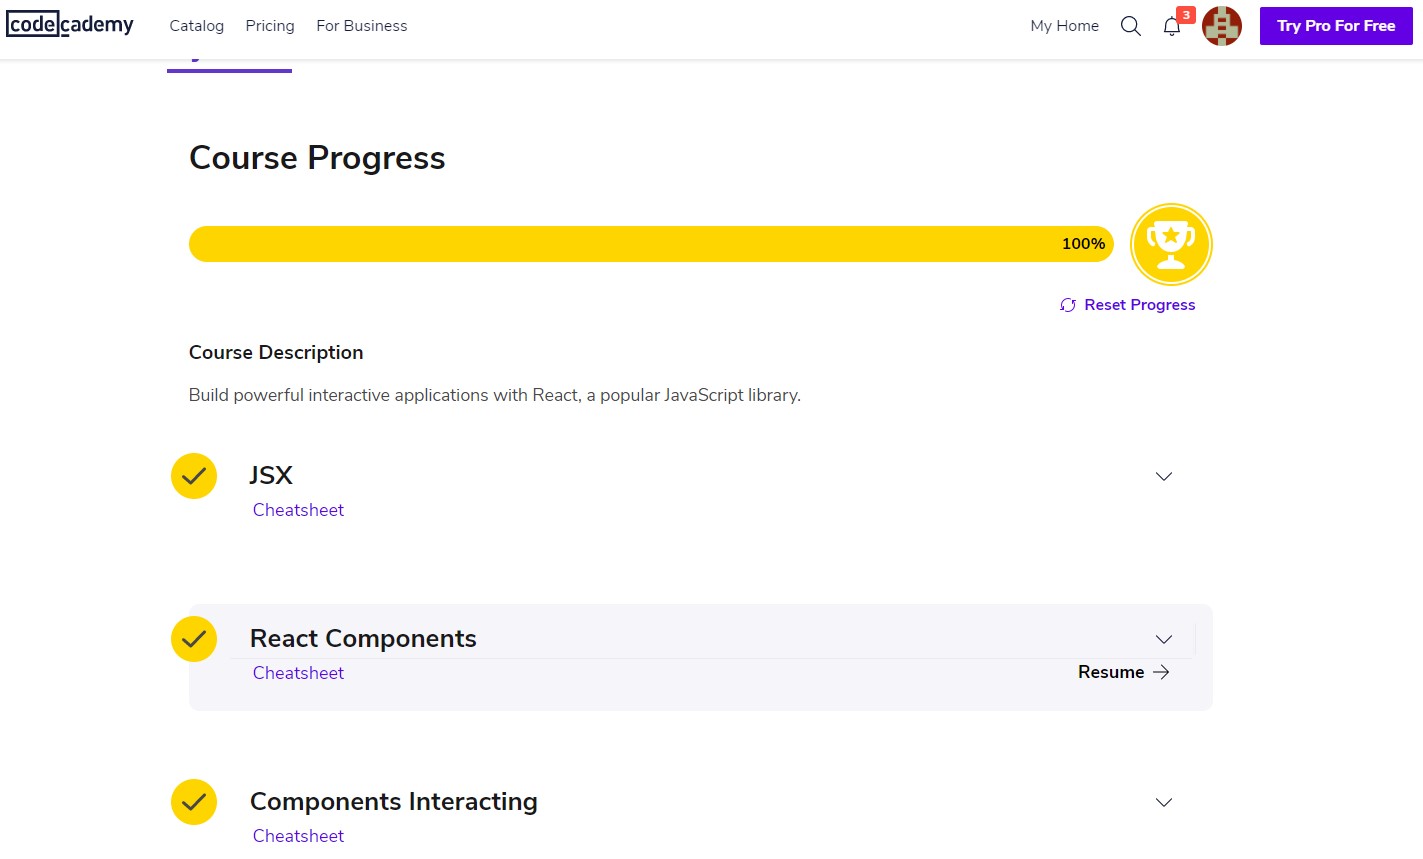 codecademy Catalog Pricing For Business My Home 3 Try Pro For Free
Course Progress
100%
Reset Progress
Course Description
Build powerful interactive applications with React, a popular JavaScript library.
JSX
Cheatsheet
React Components
Cheatsheet Resume
Components Interacting
Cheatsheet